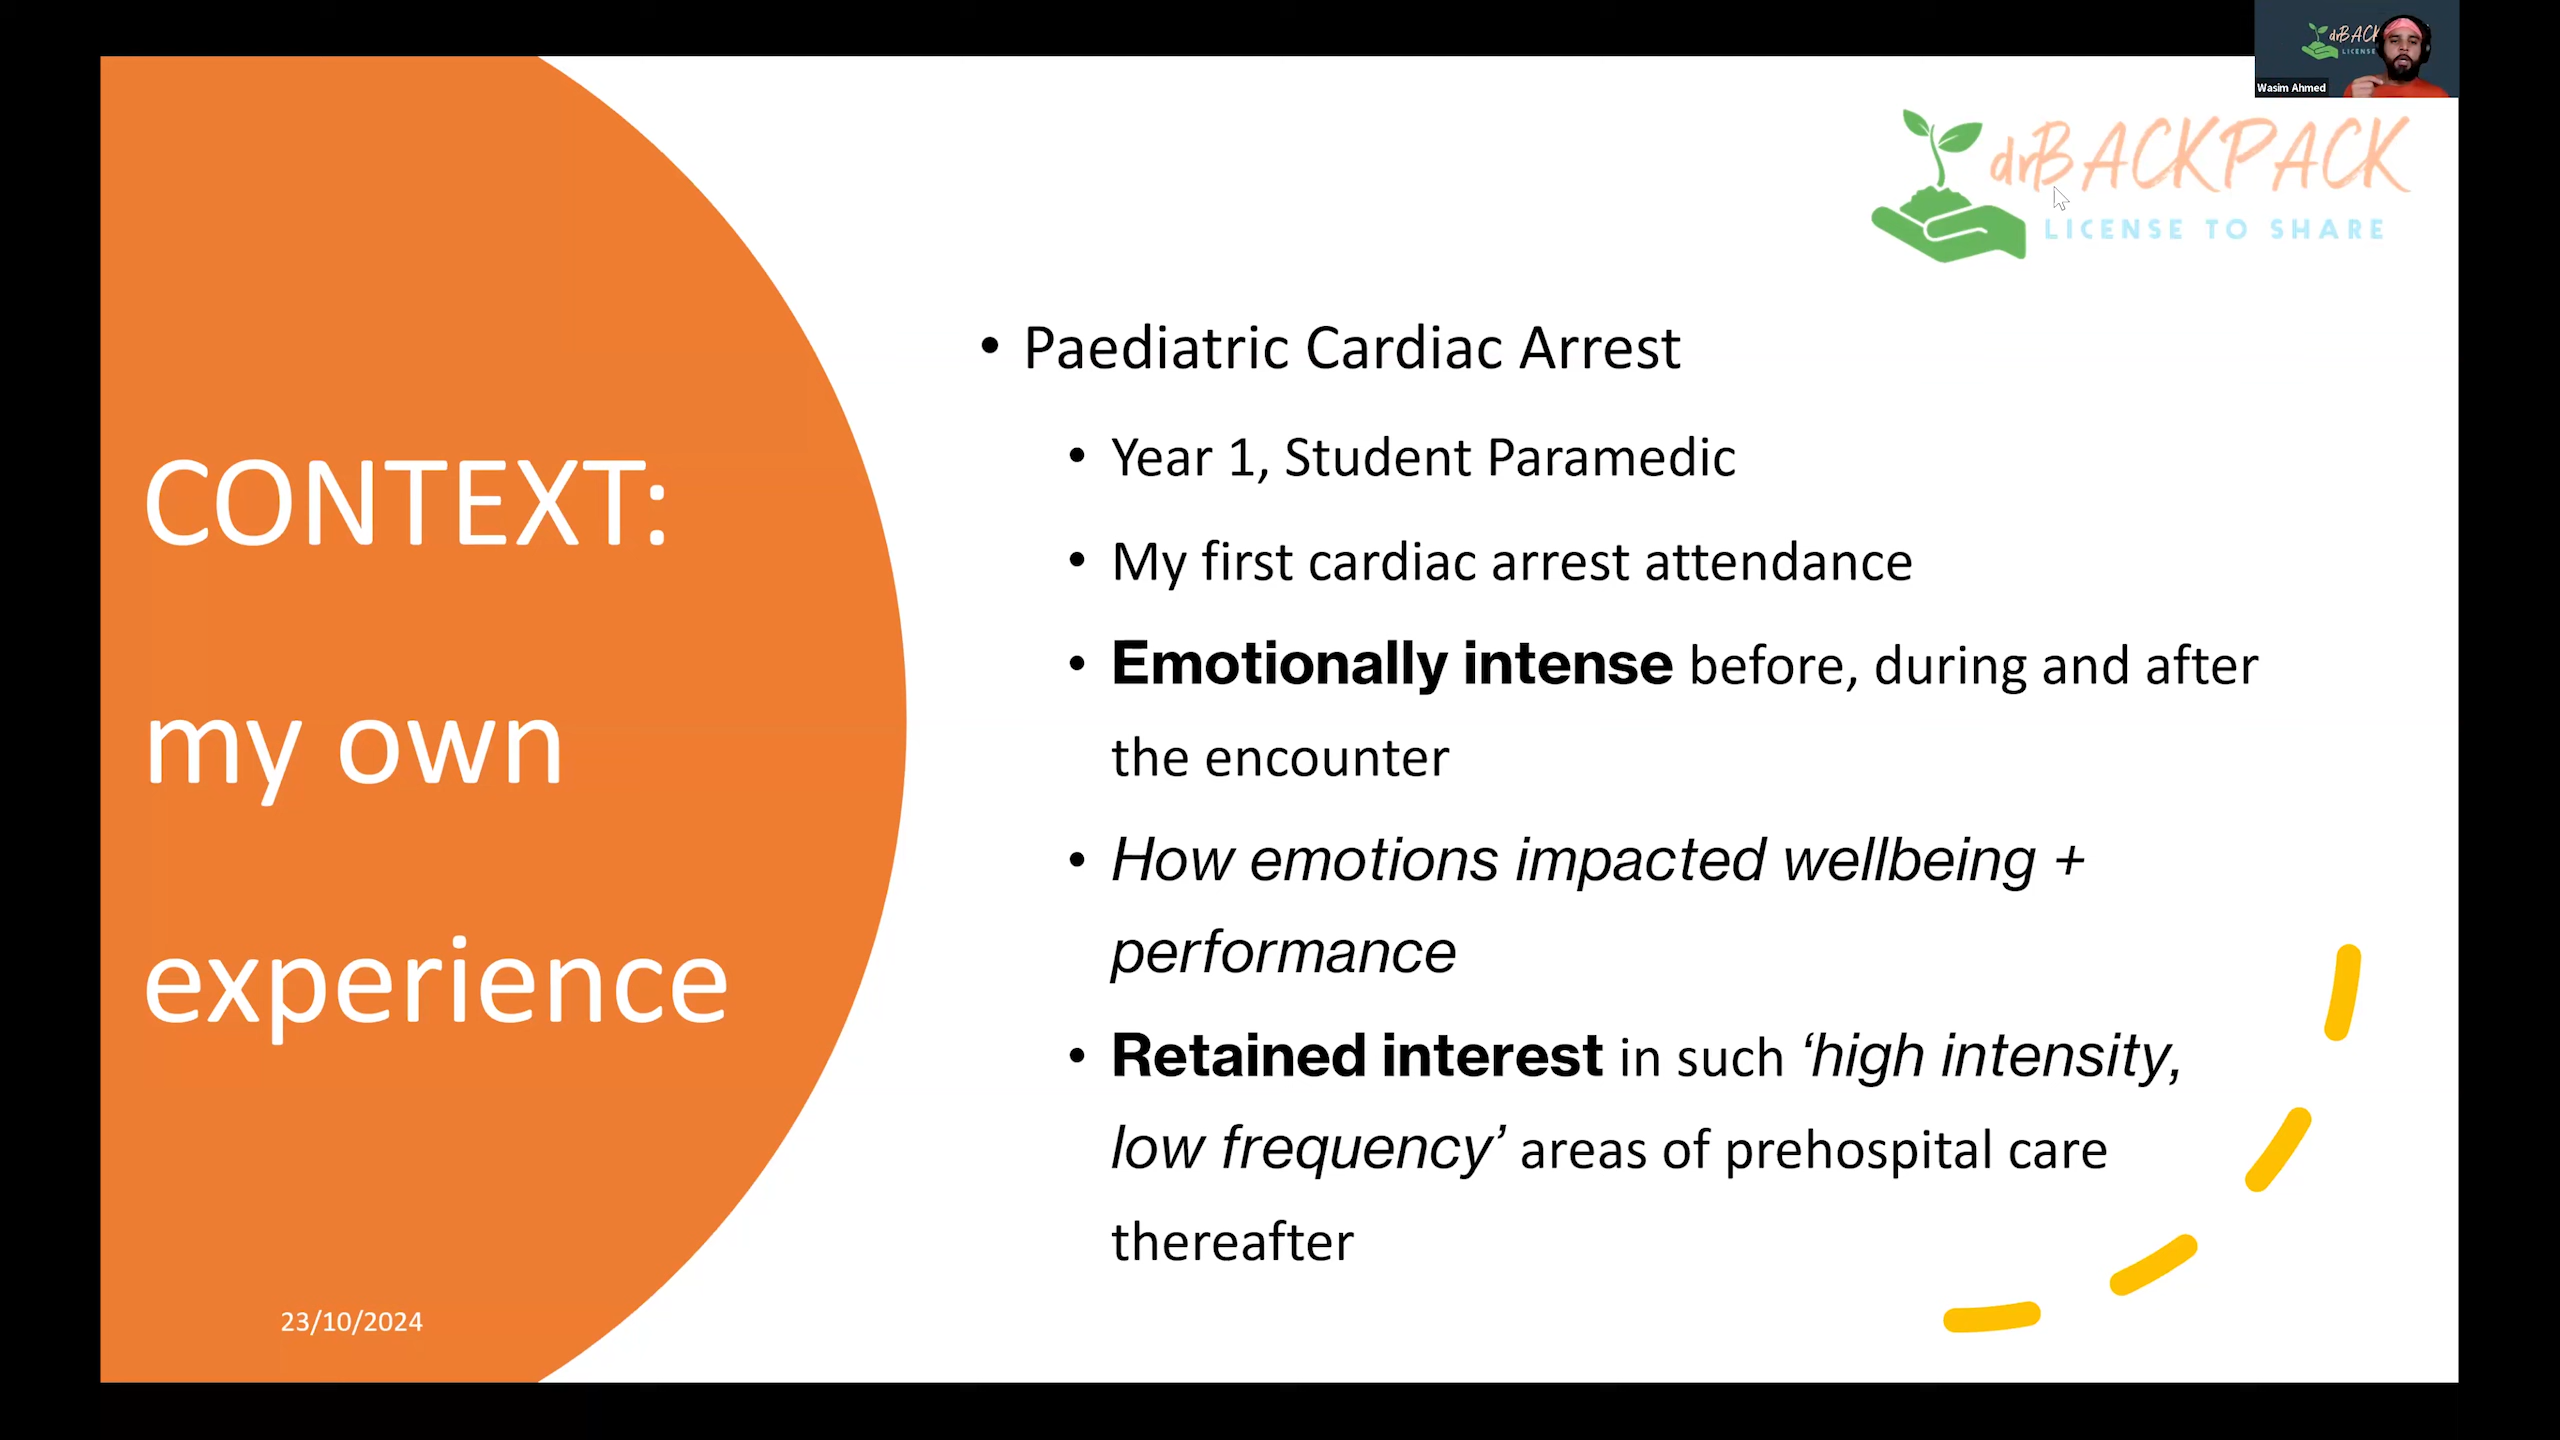 drBACK
LICENSE
Wasim Ahmed
drBACKPACK
LICENSE TO SHARE
CONTEXT:
my own
experience
23/10/2024
• Paediatric Cardiac Arrest
• Year 1, Student Paramedic
• My first cardiac arrest attendance
• Emotionally intense before, during and after
the encounter
• How emotions impacted wellbeing +
performance
• Retained interest in such ‘high intensity,
low frequency’ areas of prehospital care
thereafter